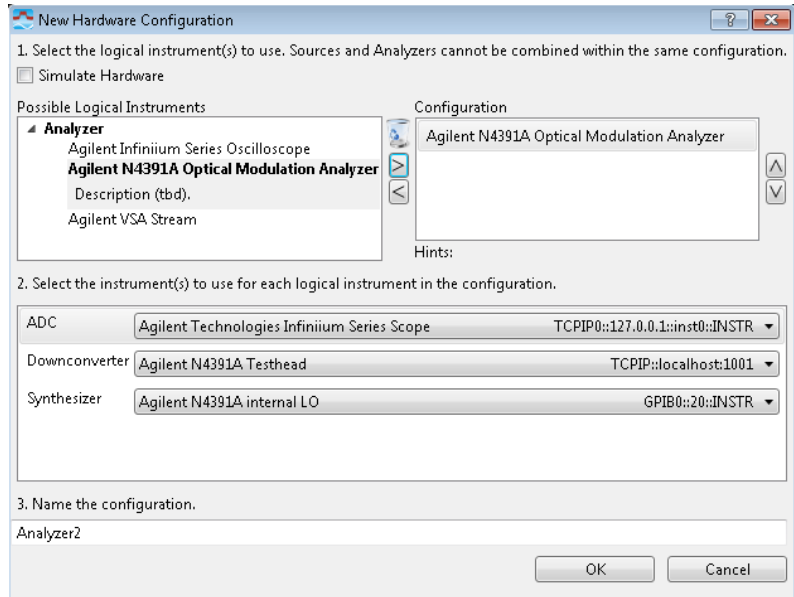 New Hardware Configuration
1. Select the logical instrument(s) to use. Sources and Analyzers cannot be combined within the same configuration.
Simulate Hardware
Possible Logical Instruments
Analyzer
Agilent Infiniium Series Oscilloscope
Agilent N4391A Optical Modulation Analyzer
Description (tbd).
Agilent VSA Stream
>
<
Configuration
Agilent N4391A Optical Modulation Analyzer
Hints:
2. Select the instrument(s) to use for each logical instrument in the configuration.
ADC Agilent Technologies Infiniium Series Scope TCPIP0::127.0.0.1::inst0::INSTR
Downconverter Agilent N4391A Testhead TCPIP::localhost:1001
Synthesizer Agilent N4391A internal LO GPIB0::20::INSTR
3. Name the configuration.
Analyzer2
OK Cancel